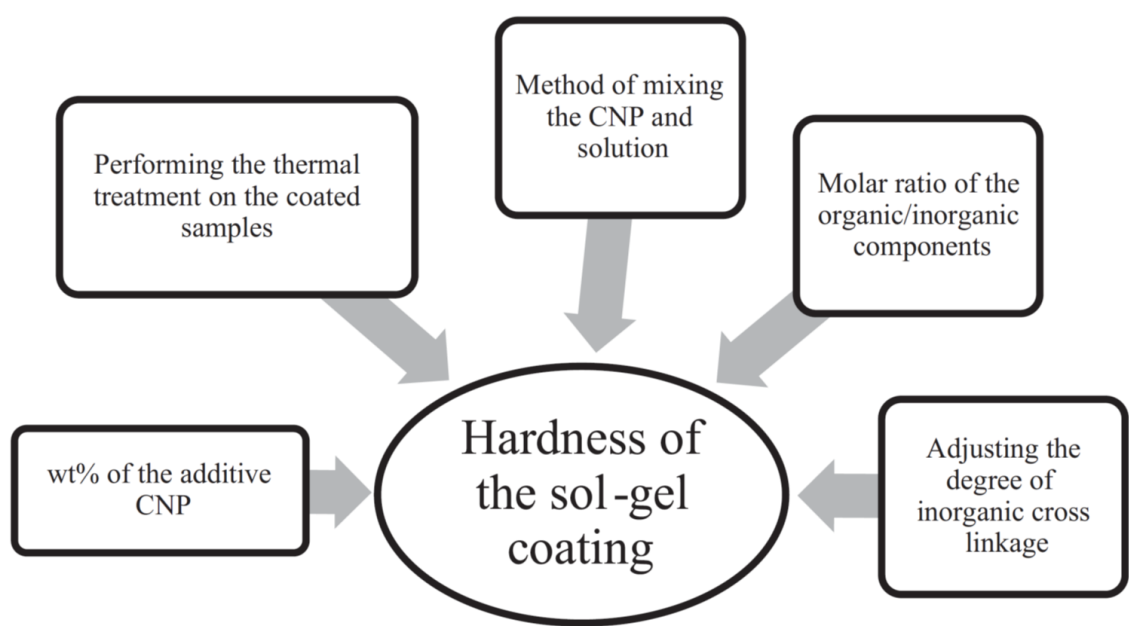 Performing the thermal
treatment on the coated
samples
Method of mixing
the CNP and
solution
Molar ratio of the
organic/inorganic
components
wt% of the additive
CNP
Hardness of
the sol-gel
coating
Adjusting the
degree of
inorganic cross
linkage